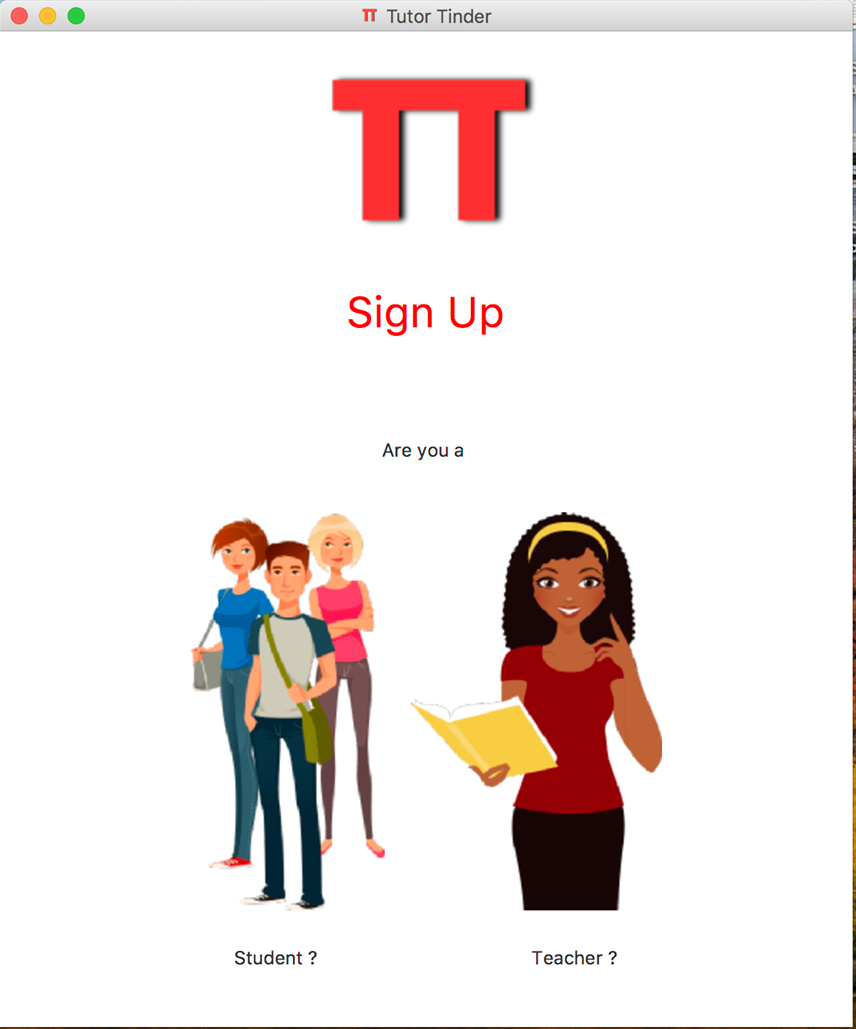 Tutor Tinder
TT
Sign Up
Are you a
Student ?
Teacher ?